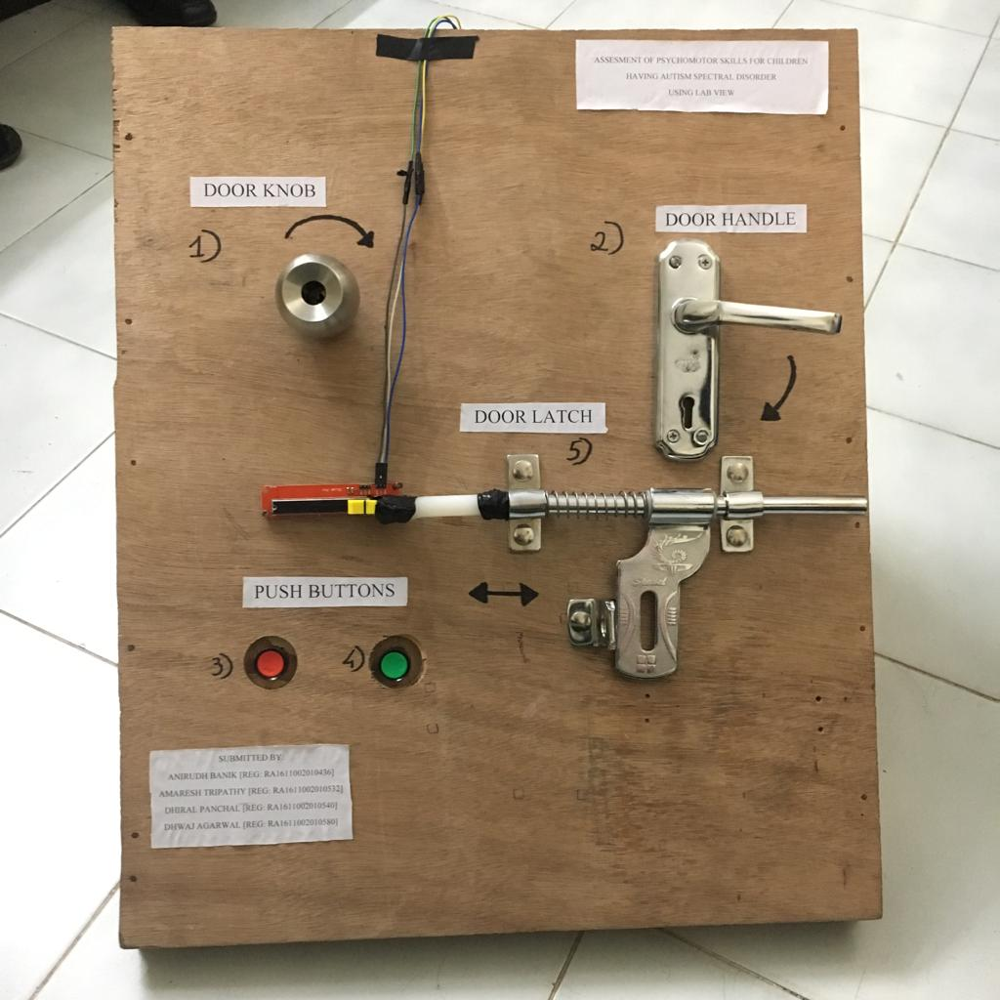 ASSESMENT OF PSYCHOMOTOR SKILLS FOR CHILDREN
HAVING AUTISM SPECTRAL DISORDER
USING LAB VIEW
DOOR KNOB
1)
DOOR HANDLE
2)
DOOR LATCH
5)
PUSH BUTTONS
3)
4)
SUBMITTED BY:
ANIRUDH BANIK [REG: RA1611002010436]
AMARESH TRIPATHY [REG: RA1611002010532]
DHIRAL PANCHAL [REG: RA1611002010540]
DHWAJ AGARWAL [REG: RA1611002010580]